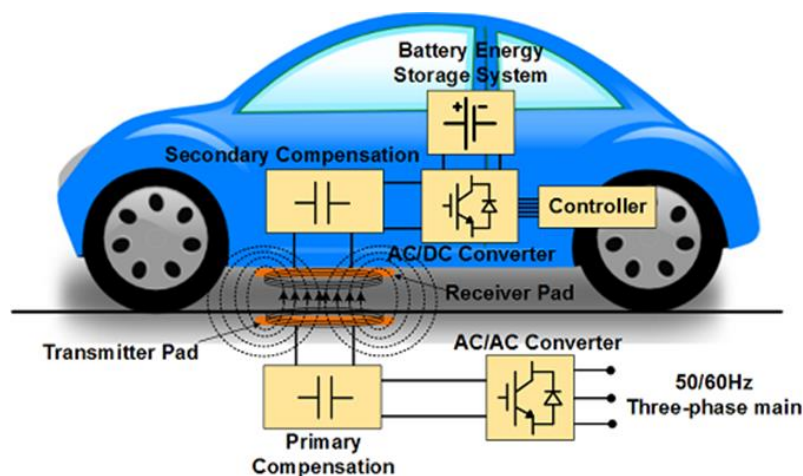 Battery Energy
Storage System
+ -
Secondary Compensation
Controller
AC/DC Converter
Receiver Pad
Transmitter Pad
AC/AC Converter
50/60Hz
Three-phase main
Primary
Compensation